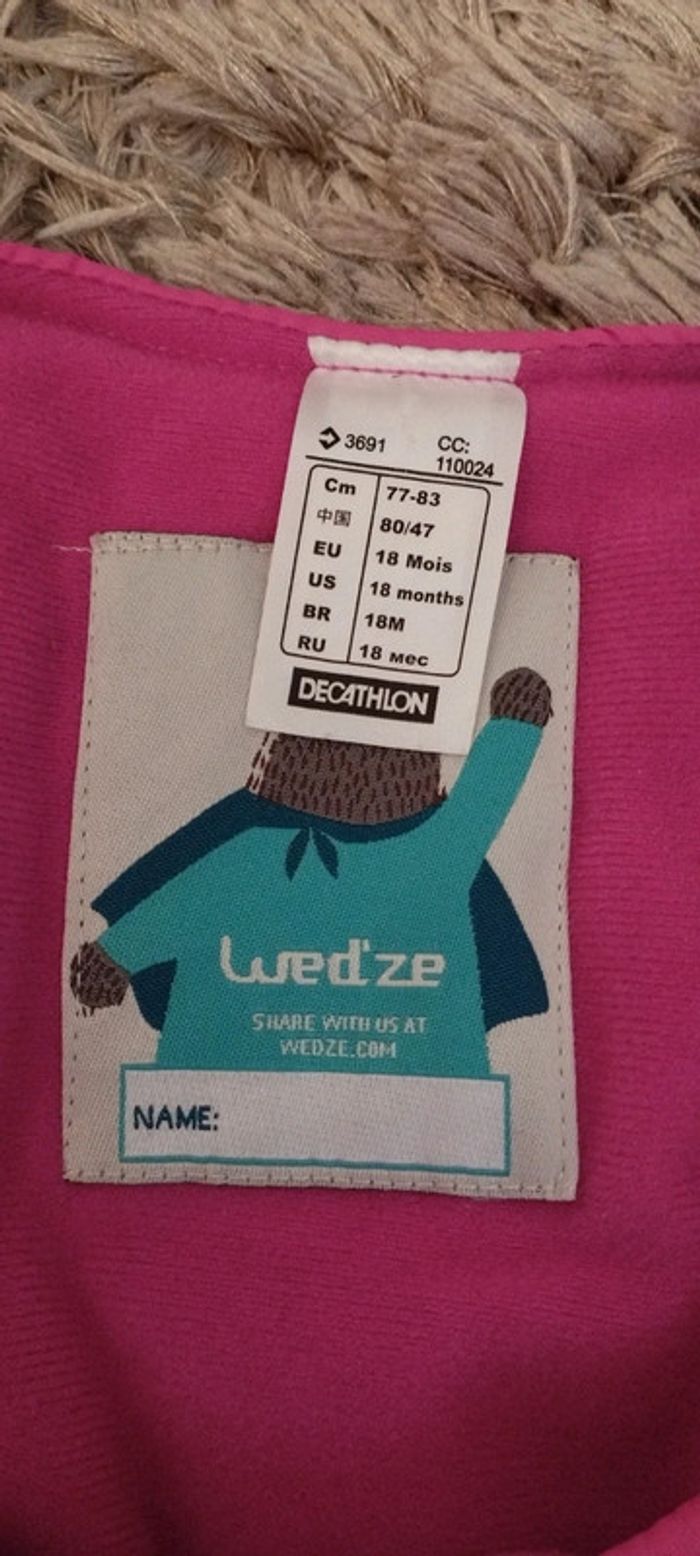 3691 CC:
110024
Cm 77-83
中国 80/47
EU 18 Mois
US 18 months
BR 18M
RU 18 мес
DECATHLON
Wed'ze
SHARE WITH US AT
WEDZE.COM
NAME: